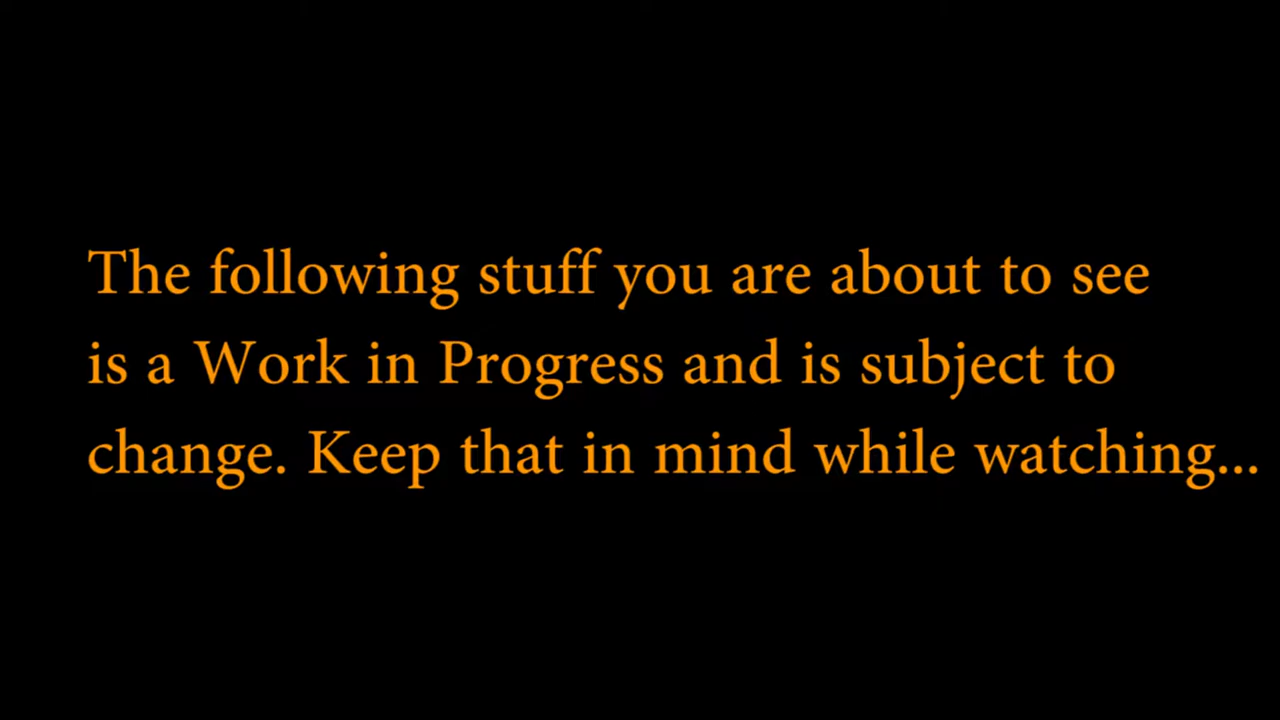 The following stuff you are about to see
is a Work in Progress and is subject to
change. Keep that in mind while watching...